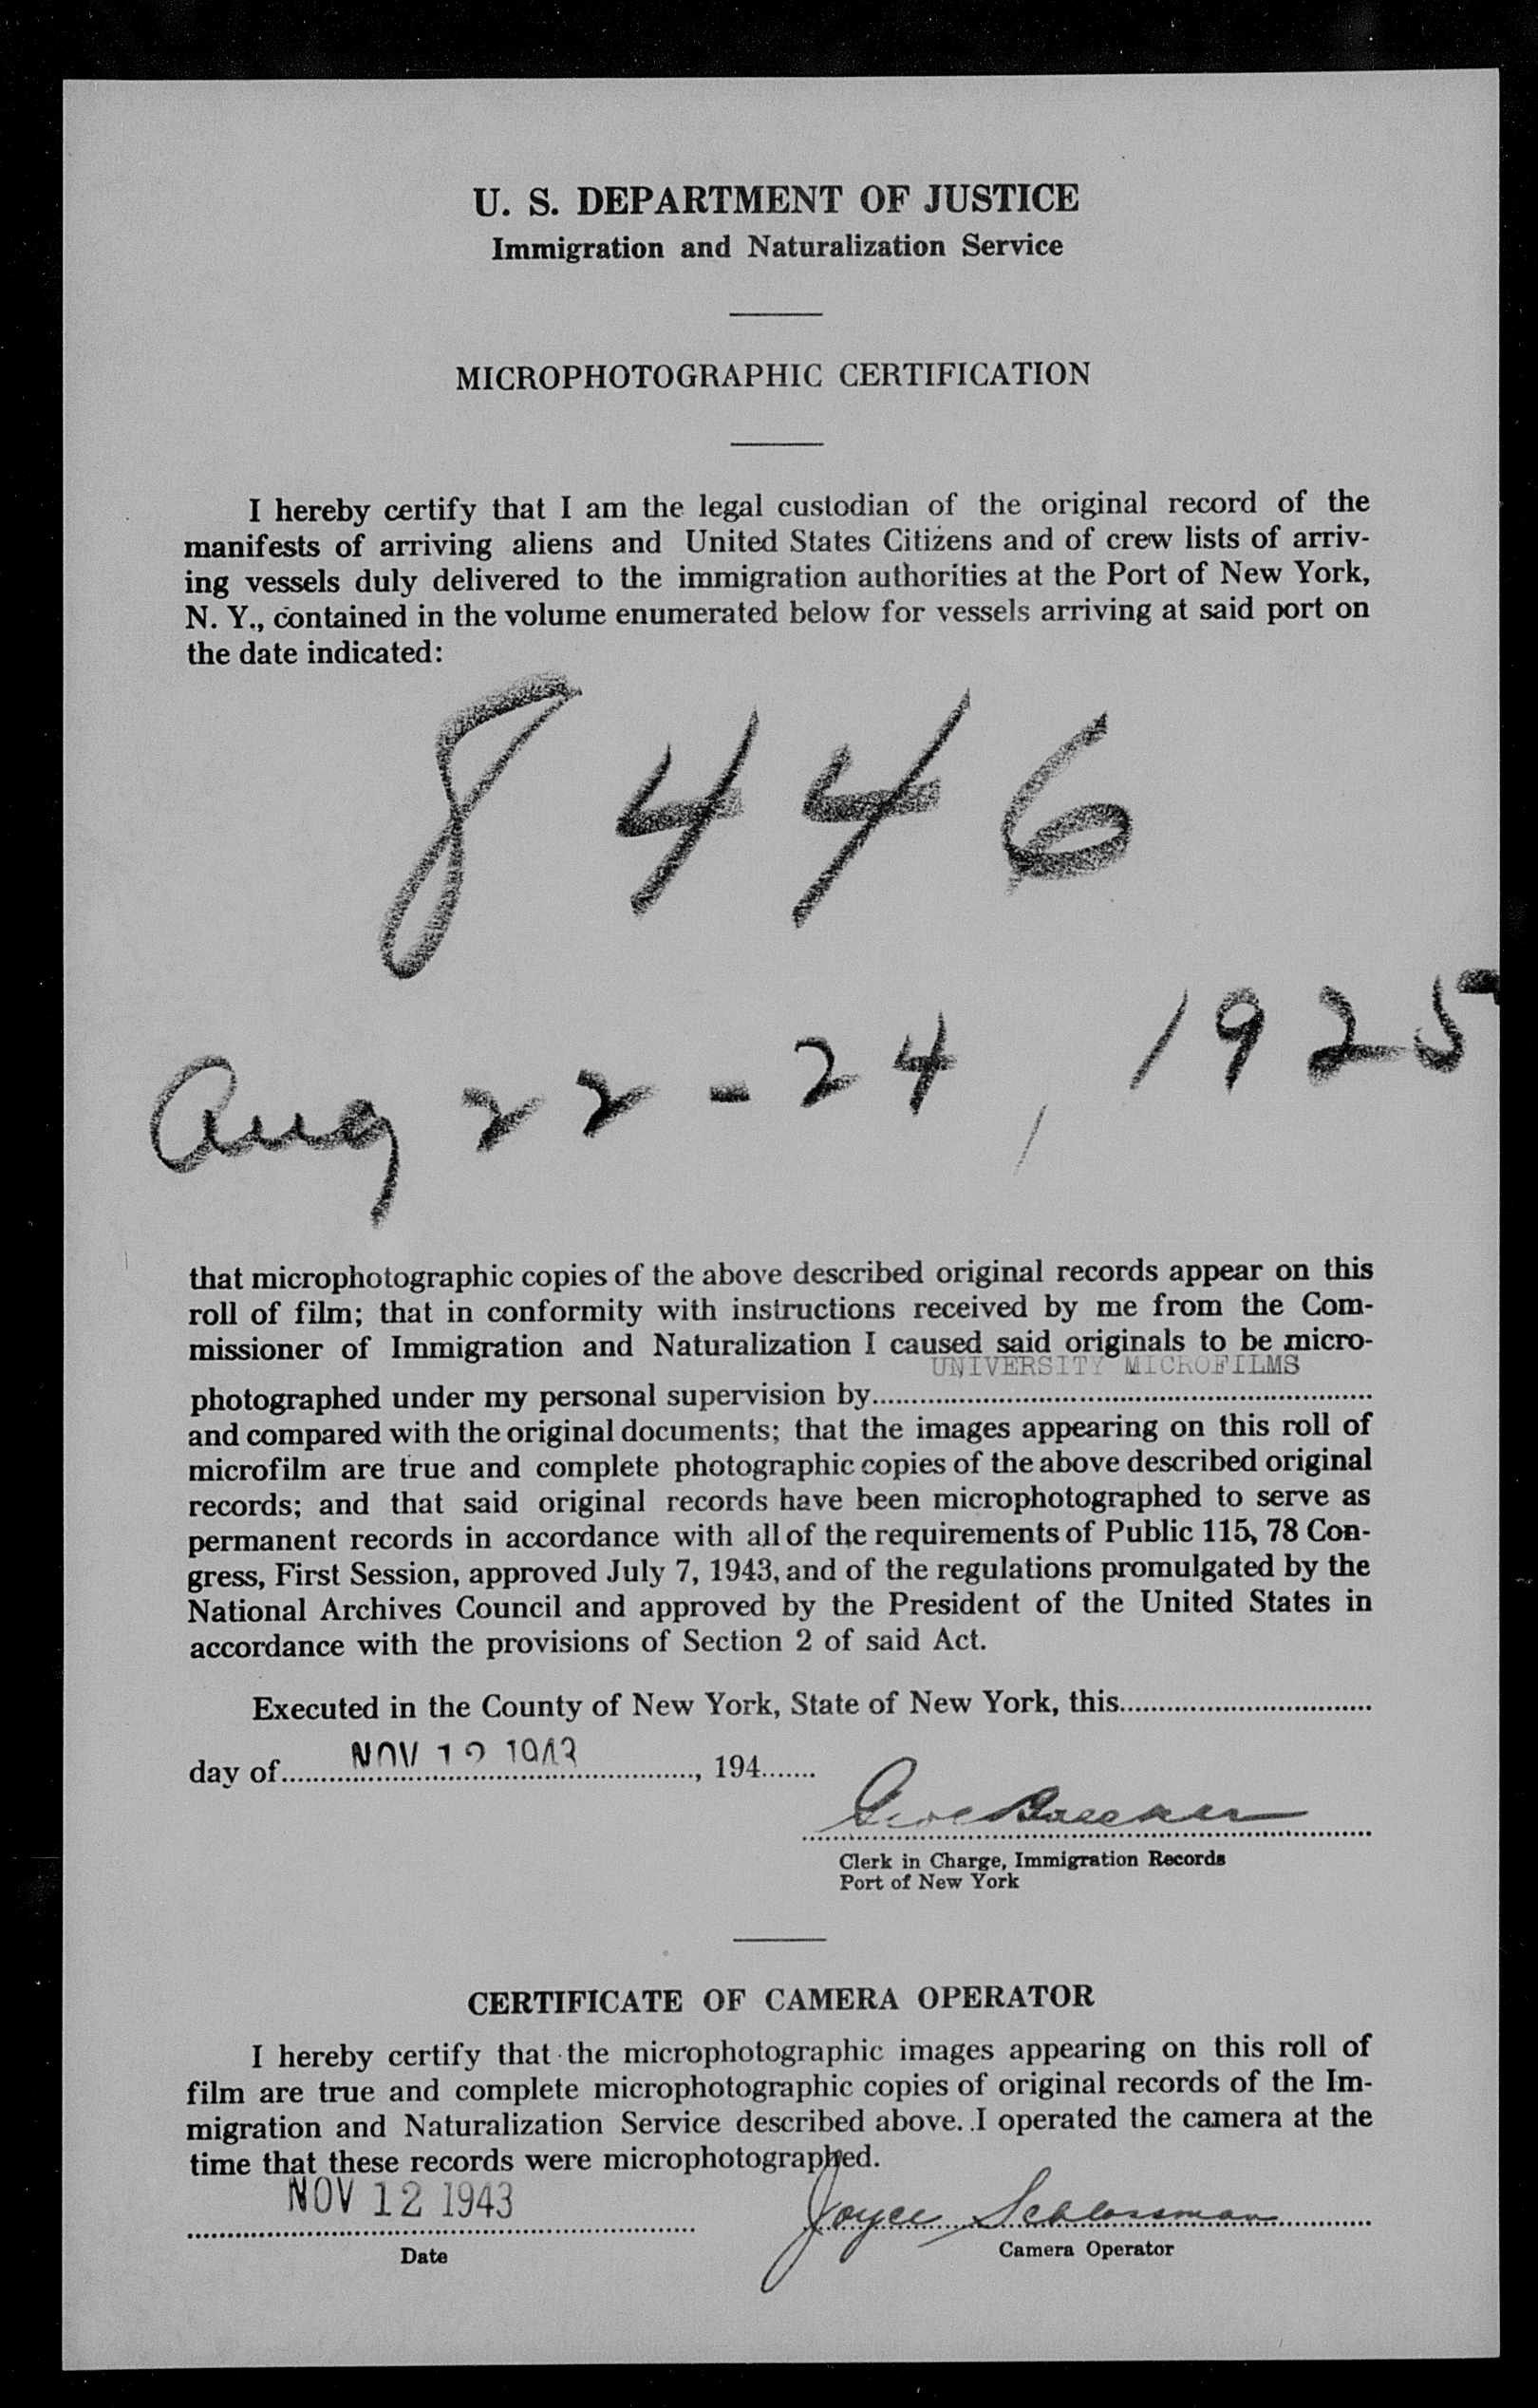 U. S. DEPARTMENT OF JUSTICE
Immigration and Naturalization Service
MICROPHOTOGRAPHIC CERTIFICATION
I hereby certify that I am the legal custodian of the original record of the
manifests of arriving aliens and United States Citizens and of crew lists of arriv-
ing vessels duly delivered to the immigration authorities at the Port of New York,
N. Y., contained in the volume enumerated below for vessels arriving at said port on
the date indicated:
8446
Aug 22-24, 1925
that microphotographic copies of the above described original records appear on this
roll of film; that in conformity with instructions received by me from the Com-
missioner of Immigration and Naturalization I caused said originals to be micro-
UNIVERSITY MICROFILMS
photographed under my personal supervision by
and compared with the original documents; that the images appearing on this roll of
microfilm are true and complete photographic copies of the above described original
records; and that said original records have been microphotographed to serve as
permanent records in accordance with all of the requirements of Public 115, 78 Con-
gress, First Session, approved July 7, 1943, and of the regulations promulgated by the
National Archives Council and approved by the President of the United States in
accordance with the provisions of Section 2 of said Act.
Executed in the County of New York, State of New York, this
day of NOV 12 1943, 194
Clerk in Charge, Immigration Records
Port of New York
CERTIFICATE OF CAMERA OPERATOR
I hereby certify that the microphotographic images appearing on this roll of
film are true and complete microphotographic copies of original records of the Im-
migration and Naturalization Service described above. I operated the camera at the
time that these records were microphotographed.
NOV 12 1943 Joyce Schlossman
Date Camera Operator